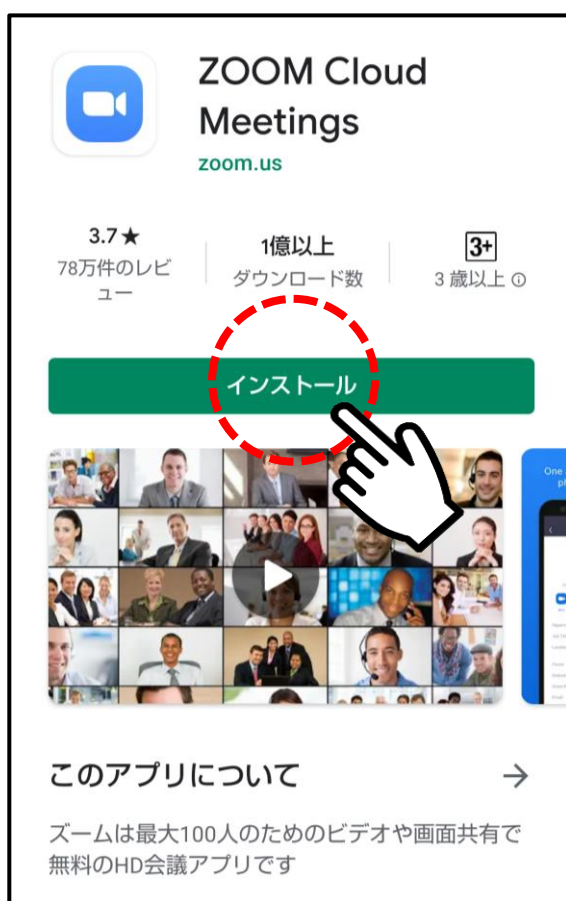 ZOOM Cloud
Meetings
zoom.us
3.7★
78万件のレビ
ュー
1億以上
ダウンロード数
3+
3 歳以上
インストール
One
このアプリについて
ズームは最大100人のためのビデオや画面共有で
無料のHD会議アプリです